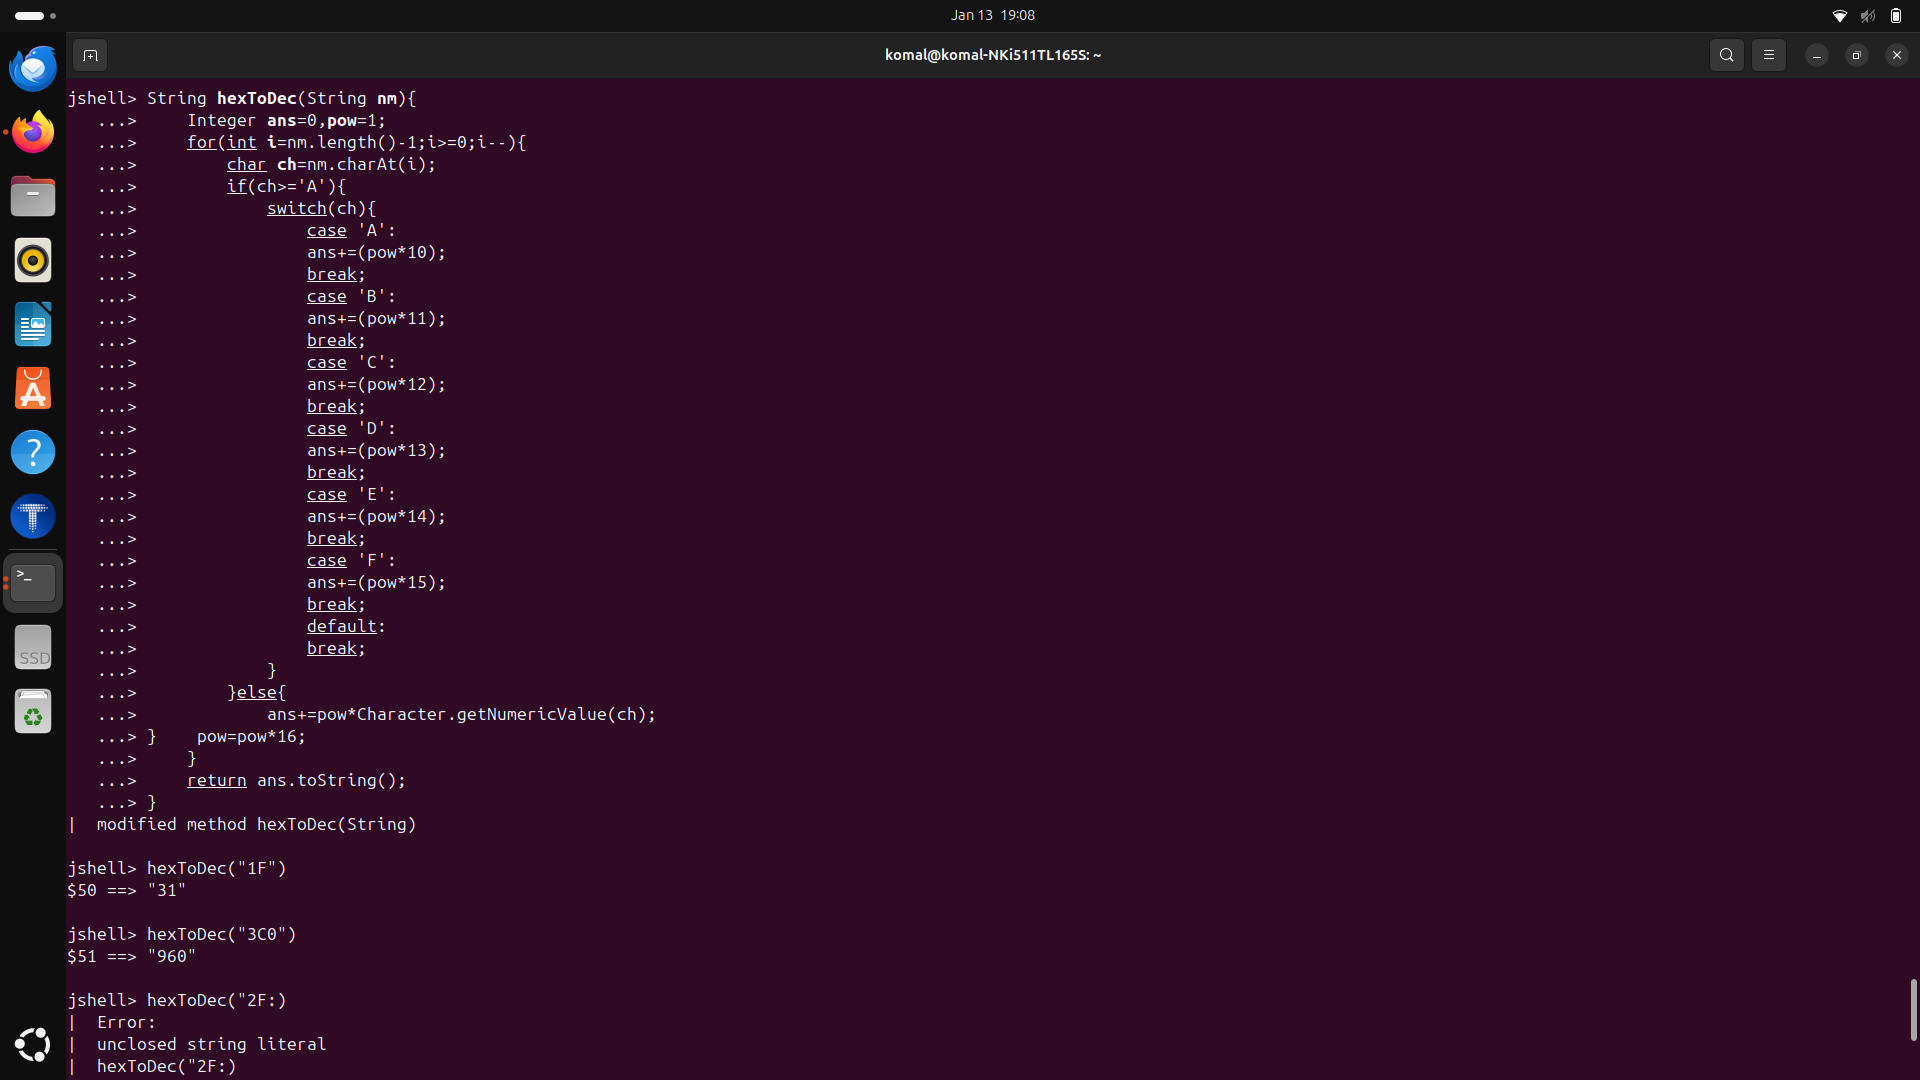 Jan 13 19:08
komal@komal-NKi511TL165S: ~
jshell> String hexToDec(String nm){
   ...>     Integer ans=0,pow=1;
   ...>     for(int i=nm.length()-1;i>=0;i--){
   ...>         char ch=nm.charAt(i);
   ...>         if(ch>='A'){
   ...>             switch(ch){
   ...>                 case 'A':
   ...>                 ans+=(pow*10);
   ...>                 break;
   ...>                 case 'B':
   ...>                 ans+=(pow*11);
   ...>                 break;
   ...>                 case 'C':
   ...>                 ans+=(pow*12);
   ...>                 break;
   ...>                 case 'D':
   ...>                 ans+=(pow*13);
   ...>                 break;
   ...>                 case 'E':
   ...>                 ans+=(pow*14);
   ...>                 break;
   ...>                 case 'F':
   ...>                 ans+=(pow*15);
   ...>                 break;
   ...>                 default:
   ...>                 break;
   ...>             }
   ...>         }else{
   ...>             ans+=pow*Character.getNumericValue(ch);
   ...> }    pow=pow*16;
   ...>     }
   ...>     return ans.toString();
   ...> }
|  modified method hexToDec(String)
jshell> hexToDec("1F")
$50 ==> "31"
jshell> hexToDec("3C0")
$51 ==> "960"
jshell> hexToDec("2F:)
|  Error:
|  unclosed string literal
|  hexToDec("2F:)
SSD